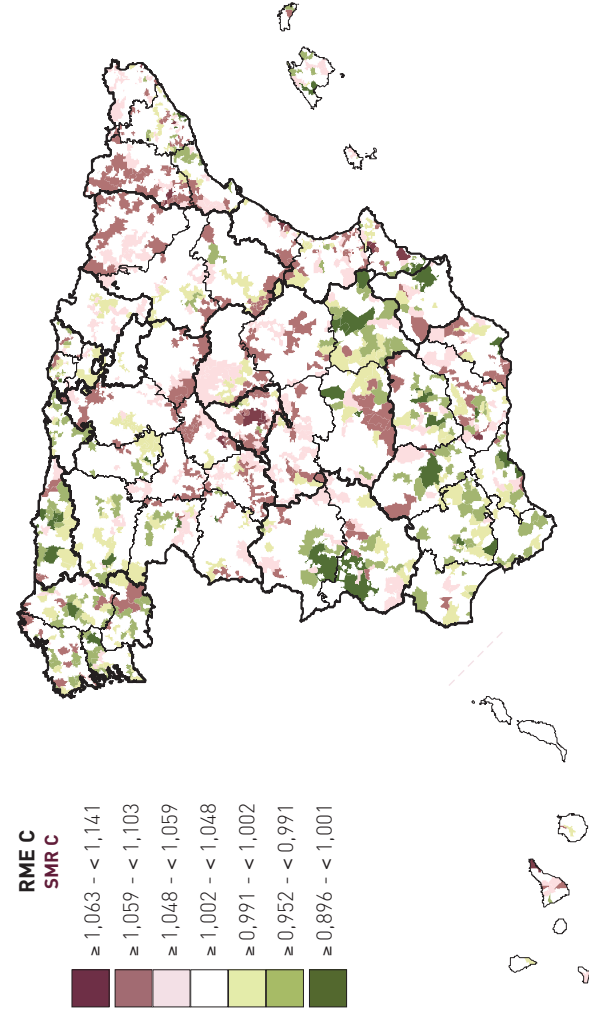 RME C
SMR C
≥ 1,063 - < 1,141
≥ 1,059 - < 1,103
≥ 1,048 - < 1,059
≥ 1,002 - < 1,048
≥ 0,991 - < 1,002
≥ 0,952 - < 0,991
≥ 0,896 - < 1,001